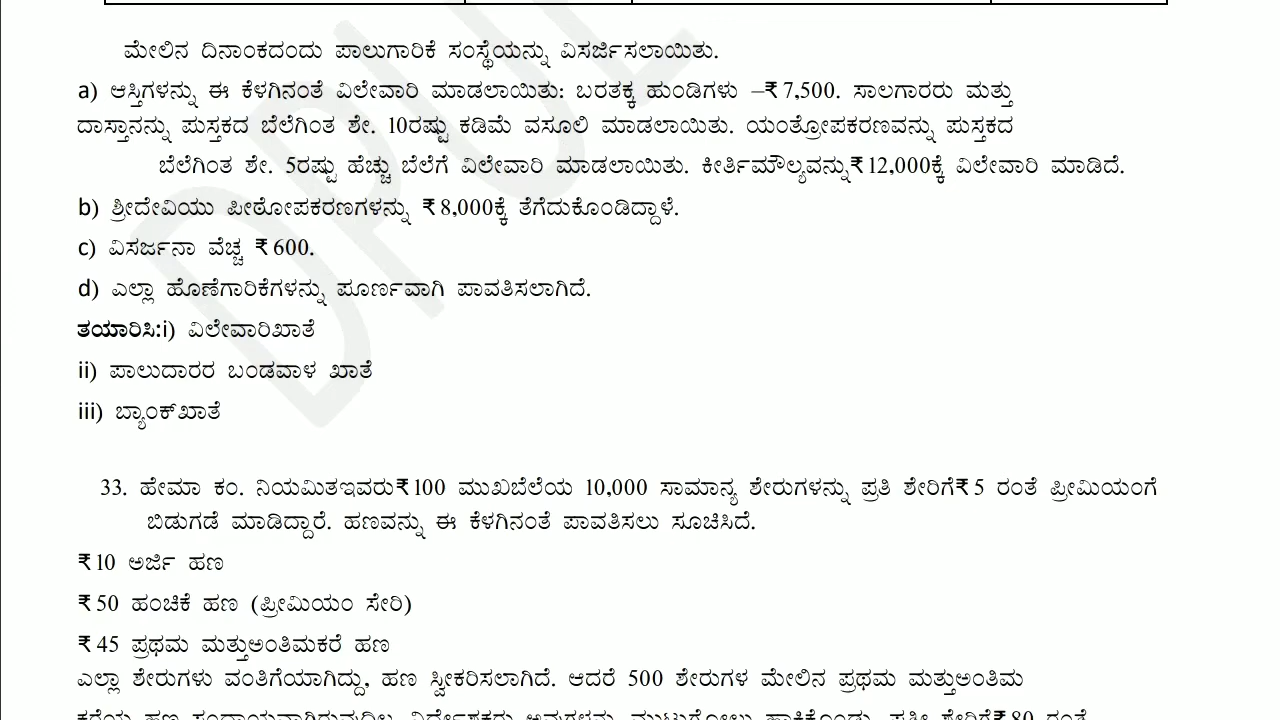 ಮೇಲಿನ ದಿನಾಂಕದಂದು ಪಾಲುಗಾರಿಕೆ ಸಂಸ್ಥೆಯನ್ನು ವಿಸರ್ಜಿಸಲಾಯಿತು.
a) ಆಸ್ತಿಗಳನ್ನು ಈ ಕೆಳಗಿನಂತೆ ವಿಲೇವಾರಿ ಮಾಡಲಾಯಿತು: ಬರತಕ್ಕ ಹುಂಡಿಗಳು –₹ 7,500. ಸಾಲಗಾರರು ಮತ್ತು
ದಾಸ್ತಾನನ್ನು ಪುಸ್ತಕದ ಬೆಲೆಗಿಂತ ಶೇ. 10ರಷ್ಟು ಕಡಿಮೆ ವಸೂಲಿ ಮಾಡಲಾಯಿತು. ಯಂತ್ರೋಪಕರಣವನ್ನು ಪುಸ್ತಕದ
ಬೆಲೆಗಿಂತ ಶೇ. 5ರಷ್ಟು ಹೆಚ್ಚು ಬೆಲೆಗೆ ವಿಲೇವಾರಿ ಮಾಡಲಾಯಿತು. ಕೀರ್ತಿಮೌಲ್ಯವನ್ನು₹ 12,000ಕ್ಕೆ ವಿಲೇವಾರಿ ಮಾಡಿದೆ.
b) ಶ್ರೀದೇವಿಯು ಪೀಠೋಪಕರಣಗಳನ್ನು ₹ 8,000ಕ್ಕೆ ತೆಗೆದುಕೊಂಡಿದ್ದಾಳೆ.
c) ವಿಸರ್ಜನಾ ವೆಚ್ಚ ₹ 600.
d) ಎಲ್ಲಾ ಹೊಣೆಗಾರಿಕೆಗಳನ್ನು ಪೂರ್ಣವಾಗಿ ಪಾವತಿಸಲಾಗಿದೆ.
ತಯಾರಿಸಿ:i) ವಿಲೇವಾರಿಖಾತೆ
ii) ಪಾಲುದಾರರ ಬಂಡವಾಳ ಖಾತೆ
iii) ಬ್ಯಾಂಕ್‌ಖಾತೆ
33. ಹೇಮಾ ಕಂ. ನಿಯಮಿತಇವರು₹ 100 ಮುಖಬೆಲೆಯ 10,000 ಸಾಮಾನ್ಯ ಶೇರುಗಳನ್ನು ಪ್ರತಿ ಶೇರಿಗೆ₹ 5 ರಂತೆ ಪ್ರೀಮಿಯಂಗೆ
ಬಿಡುಗಡೆ ಮಾಡಿದ್ದಾರೆ. ಹಣವನ್ನು ಈ ಕೆಳಗಿನಂತೆ ಪಾವತಿಸಲು ಸೂಚಿಸಿದೆ.
₹ 10 ಅರ್ಜಿ ಹಣ
₹ 50 ಹಂಚಿಕೆ ಹಣ (ಪ್ರೀಮಿಯಂ ಸೇರಿ)
₹ 45 ಪ್ರಥಮ ಮತ್ತುಅಂತಿಮಕರೆ ಹಣ
ಎಲ್ಲಾ ಶೇರುಗಳು ವಂತಿಗೆಯಾಗಿದ್ದು, ಹಣ ಸ್ವೀಕರಿಸಲಾಗಿದೆ. ಆದರೆ 500 ಶೇರುಗಳ ಮೇಲಿನ ಪ್ರಥಮ ಮತ್ತುಅಂತಿಮ